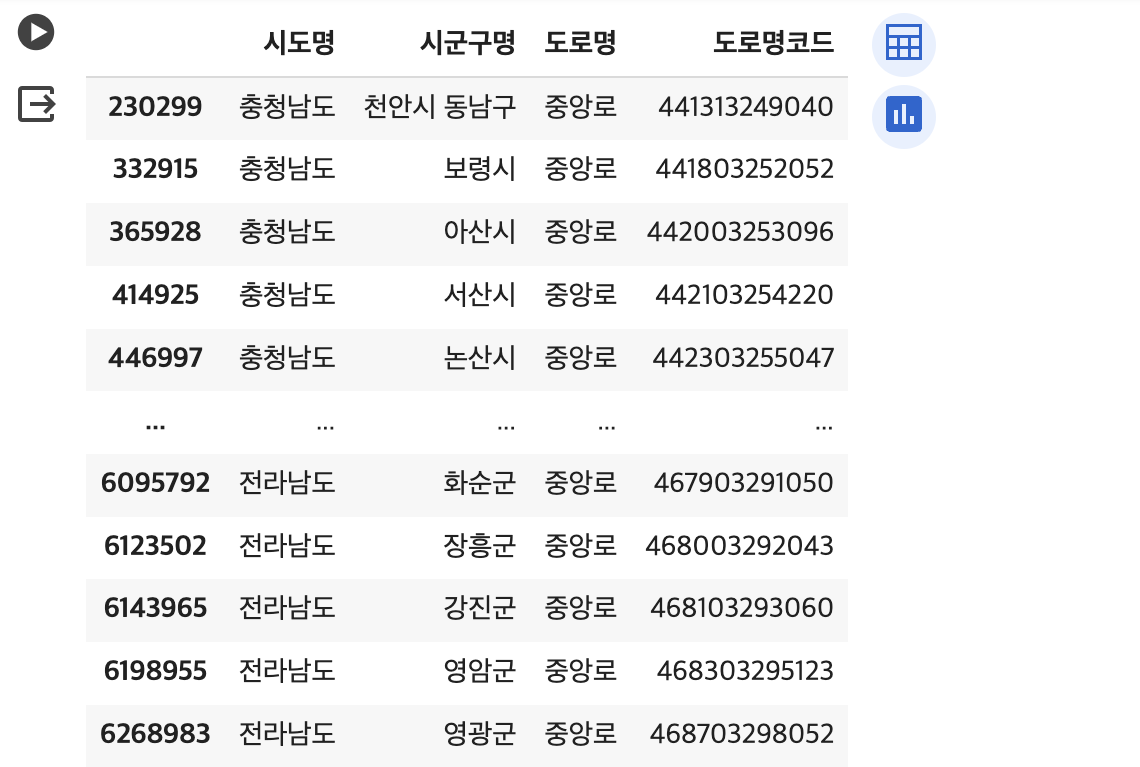 시도명 시군구명 도로명 도로명코드
230299 충청남도 천안시 동남구 중앙로 441313249040
332915 충청남도 보령시 중앙로 441803252052
365928 충청남도 아산시 중앙로 442003253096
414925 충청남도 서산시 중앙로 442103254220
446997 충청남도 논산시 중앙로 442303255047
... ... ... ... ...
6095792 전라남도 화순군 중앙로 467903291050
6123502 전라남도 장흥군 중앙로 468003292043
6143965 전라남도 강진군 중앙로 468103293060
6198955 전라남도 영암군 중앙로 468303295123
6268983 전라남도 영광군 중앙로 468703298052